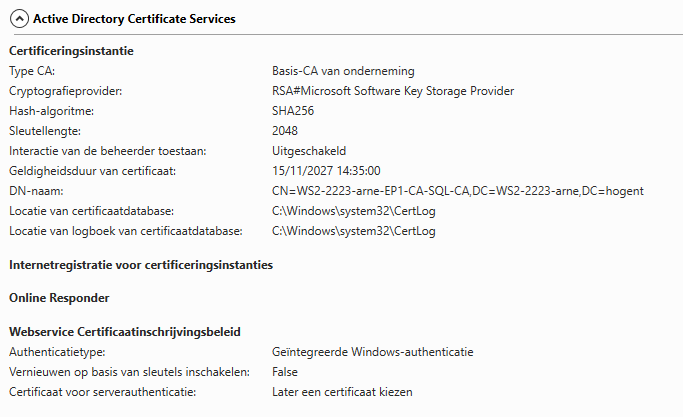 Active Directory Certificate Services
Certificeringsinstantie
Type CA: Basis-CA van onderneming
Cryptografieprovider: RSA#Microsoft Software Key Storage Provider
Hash-algoritme: SHA256
Sleutellengte: 2048
Interactie van de beheerder toestaan: Uitgeschakeld
Geldigheidsduur van certificaat: 15/11/2027 14:35:00
DN-naam: CN=WS2-2223-arne-EP1-CA-SQL-CA,DC=WS2-2223-arne,DC=hogent
Locatie van certificaatdatabase: C:\Windows\system32\CertLog
Locatie van logboek van certificaatdatabase: C:\Windows\system32\CertLog
Internetregistratie voor certificeringsinstanties
Online Responder
Webservice Certificaatinschrijvingsbeleid
Authenticatietype: Geïntegreerde Windows-authenticatie
Vernieuwen op basis van sleutels inschakelen: False
Certificaat voor serverauthenticatie: Later een certificaat kiezen